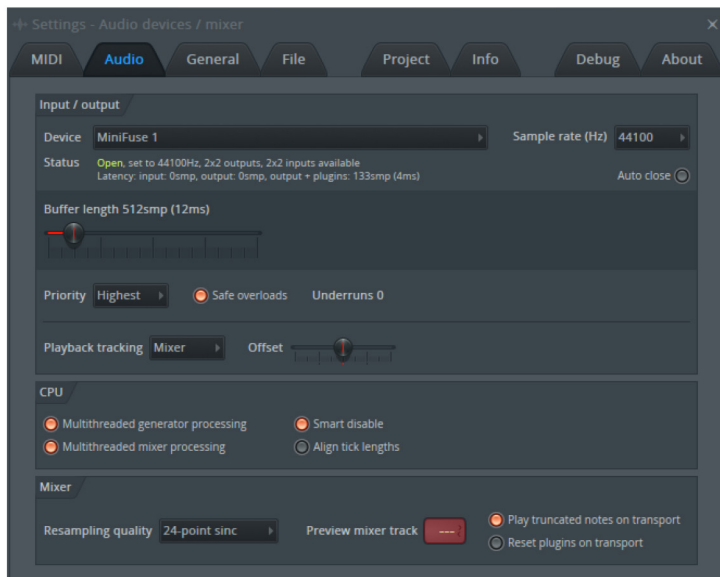 Settings - Audio devices / mixer
MIDI Audio General File Project Info Debug About
Input / output
Device MiniFuse 1 Sample rate (Hz) 44100
Status Open, set to 44100Hz, 2x2 outputs, 2x2 inputs available
Latency: input: 0smp, output: 0smp, output + plugins: 133smp (4ms) Auto close
Buffer length 512smp (12ms)
Priority Highest Safe overloads Underruns 0
Playback tracking Mixer Offset
CPU
Multithreaded generator processing Smart disable
Multithreaded mixer processing Align tick lengths
Mixer
Resampling quality 24-point sinc Preview mixer track --- Play truncated notes on transport
Reset plugins on transport